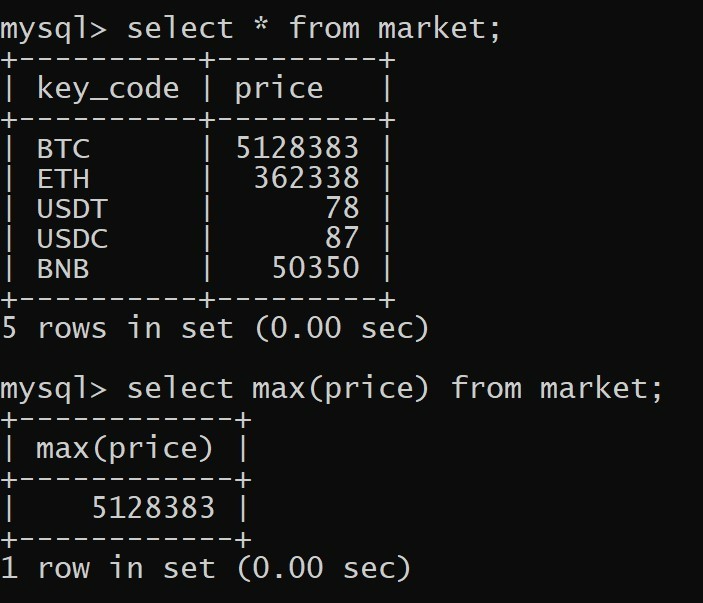 mysql> select * from market;
+----------+---------+
| key_code | price   |
+----------+---------+
| BTC      | 5128383 |
| ETH      |  362338 |
| USDT     |      78 |
| USDC     |      87 |
| BNB      |   50350 |
+----------+---------+
5 rows in set (0.00 sec)
mysql> select max(price) from market;
+------------+
| max(price) |
+------------+
|    5128383 |
+------------+
1 row in set (0.00 sec)